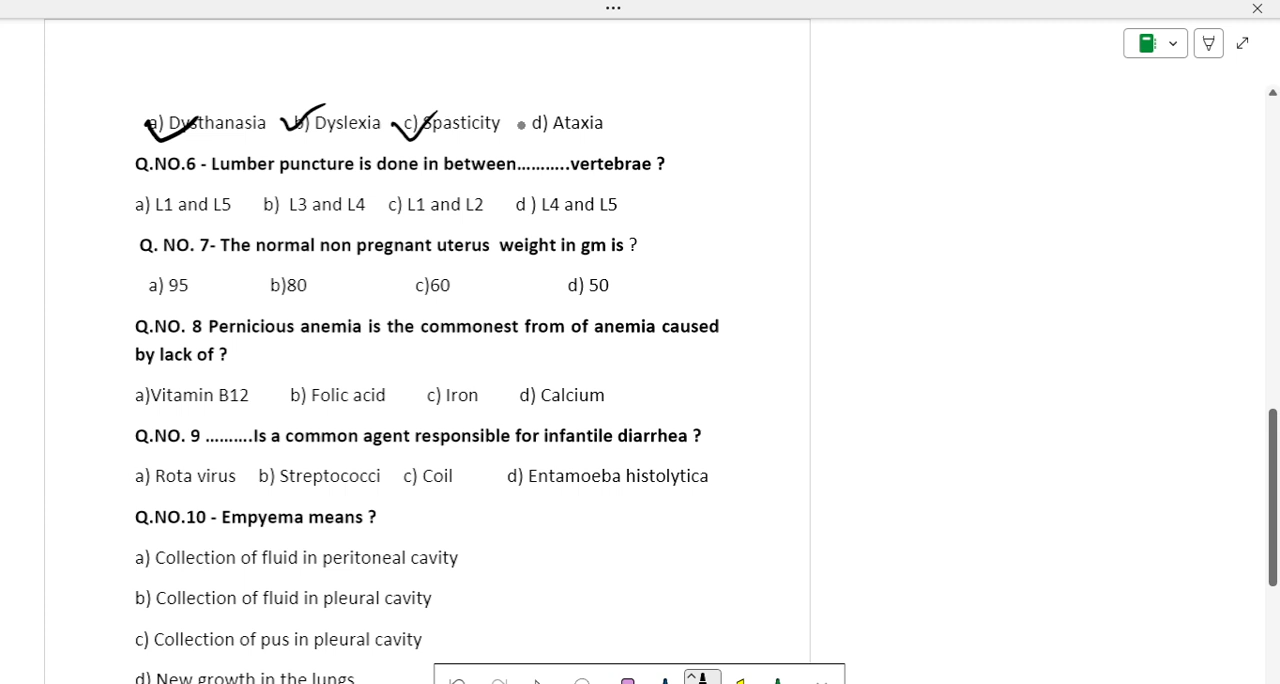 a) Dysthanasia b) Dyslexia c) Spasticity d) Ataxia
Q.NO.6 - Lumber puncture is done in between...........vertebrae ?
a) L1 and L5 b) L3 and L4 c) L1 and L2 d ) L4 and L5
Q. NO. 7- The normal non pregnant uterus weight in gm is ?
a) 95 b)80 c)60 d) 50
Q.NO. 8 Pernicious anemia is the commonest from of anemia caused
by lack of ?
a)Vitamin B12 b) Folic acid c) Iron d) Calcium
Q.NO. 9 ..........Is a common agent responsible for infantile diarrhea ?
a) Rota virus b) Streptococci c) Coil d) Entamoeba histolytica
Q.NO.10 - Empyema means ?
a) Collection of fluid in peritoneal cavity
b) Collection of fluid in pleural cavity
c) Collection of pus in pleural cavity
d) New growth in the lungs